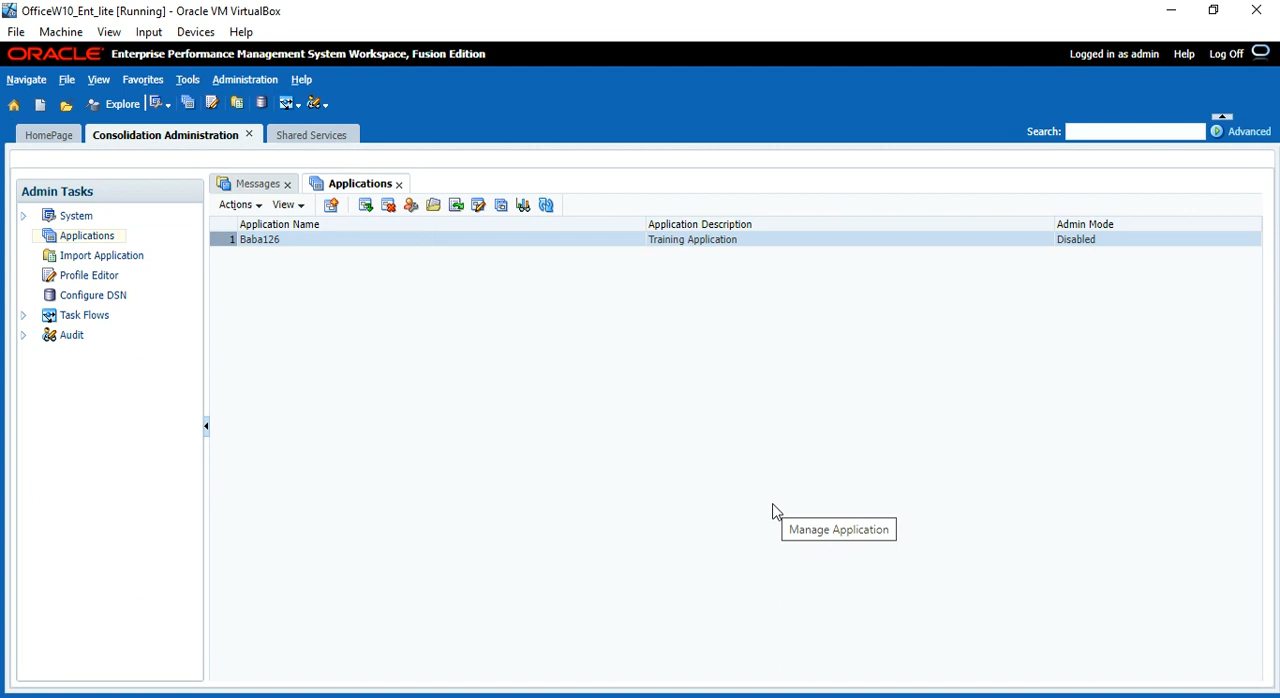 OfficeW10_Ent_lite [Running] - Oracle VM VirtualBox
File Machine View Input Devices Help
ORACLE Enterprise Performance Management System Workspace, Fusion Edition Logged in as admin Help Log Off
Navigate File View Favorites Tools Administration Help
Explore
HomePage Consolidation Administration Shared Services Search: Advanced
Admin Tasks
System
Applications
Import Application
Profile Editor
Configure DSN
Task Flows
Audit
Messages Applications
Actions View
Application Name Application Description Admin Mode
1 Baba126 Training Application Disabled
Manage Application